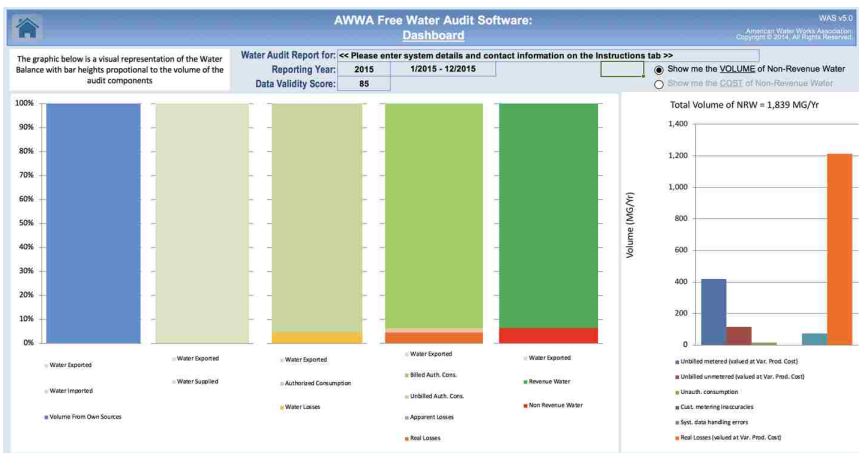 AWWA Free Water Audit Software:
Dashboard
WAS v5.0
American Water Works Association.
Copyright © 2014, All Rights Reserved.
The graphic below is a visual representation of the Water
Balance with bar heights propotional to the volume of the
audit components
Water Audit Report for: << Please enter system details and contact information on the Instructions tab >>
Reporting Year: 2015 1/2015 - 12/2015
Data Validity Score: 85
Show me the VOLUME of Non-Revenue Water
Show me the COST of Non-Revenue Water
100%
90%
80%
70%
60%
50%
40%
30%
20%
10%
0%
Water Exported
Water Imported
Volume From Own Sources
Water Exported
Water Supplied
Water Exported
Authorized Consumption
Water Losses
Water Exported
Billed Auth. Cons.
Unbilled Auth. Cons.
Apparent Losses
Real Losses
Water Exported
Revenue Water
Non Revenue Water
Total Volume of NRW = 1,839 MG/Yr
Volume (MG/Yr)
1,400
1,200
1,000
800
600
400
200
0
Unbilled metered (valued at Var. Prod. Cost)
Unbilled unmetered (valued at Var. Prod. Cost)
Unauth. consumption
Cust. metering inaccuracies
Syst. data handling errors
Real Losses (valued at Var. Prod. Cost)